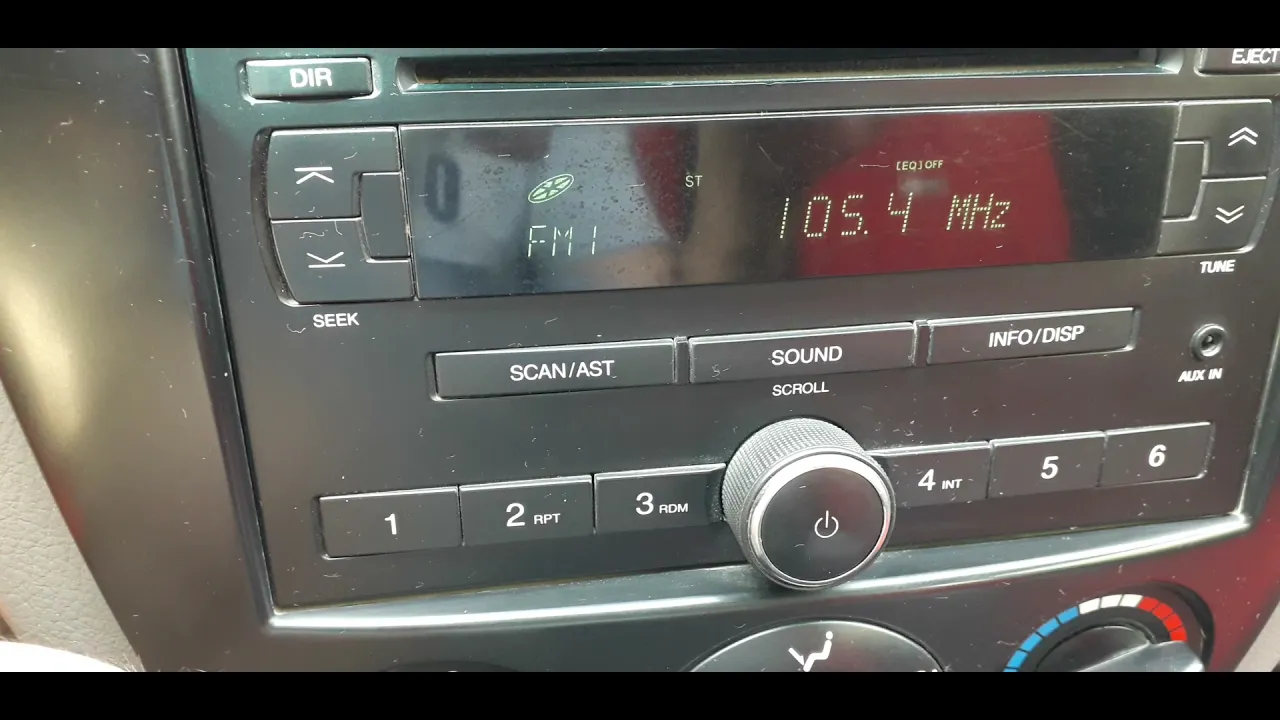 DIR
EJECT
[EQ]OFF
ST
FM1
105.4 MHz
TUNE
SEEK
SCAN/AST
SOUND
INFO/DISP
SCROLL
AUX IN
1
2 RPT
3 RDM
4 INT
5
6